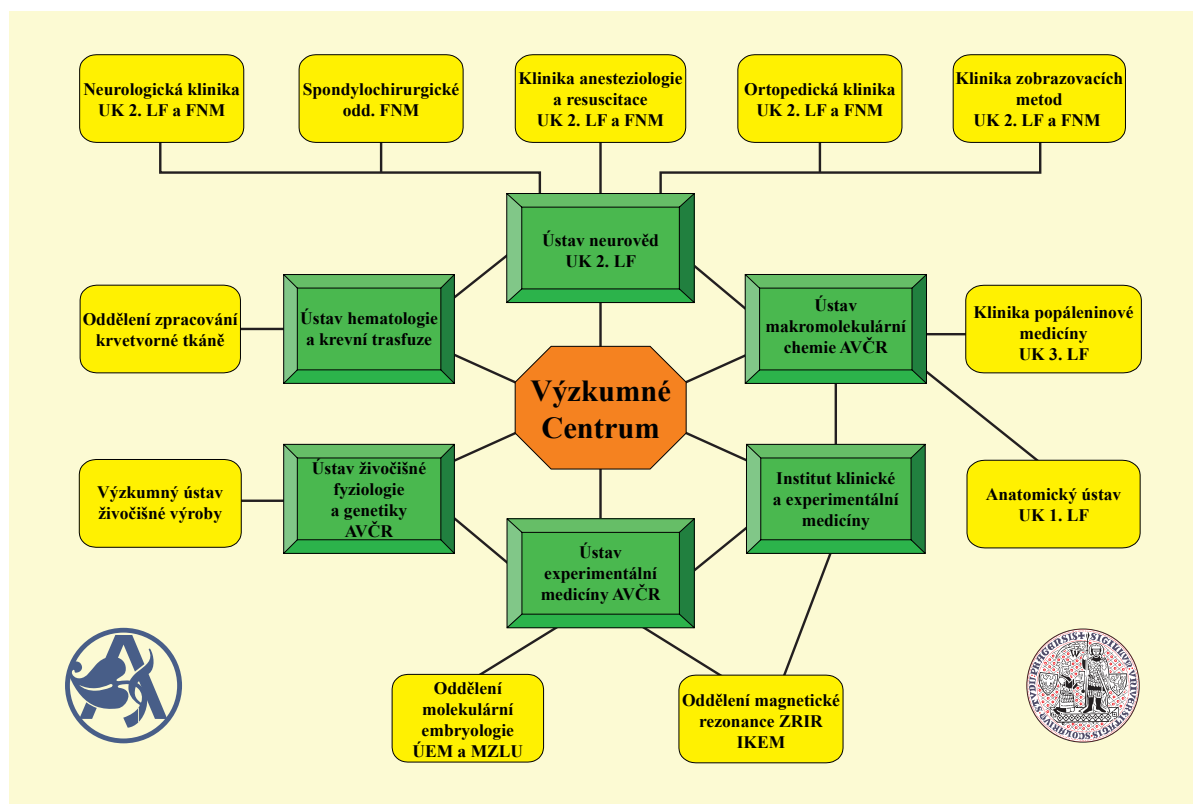 Neurologická klinika
UK 2. LF a FNM
Spondylochirurgické
odd. FNM
Klinika anesteziologie
a resuscitace
UK 2. LF a FNM
Ortopedická klinika
UK 2. LF a FNM
Klinika zobrazovacích
metod
UK 2. LF a FNM
Ústav neurověd
UK 2. LF
Oddělení zpracování
krvetvorné tkáně
Ústav hematologie
a krevní trasfuze
Ústav
makromolekulární
chemie AVČR
Klinika popáleninové
medicíny
UK 3. LF
Výzkumné
Centrum
Výzkumný ústav
živočišné výroby
Ústav živočišné
fyziologie
a genetiky
AVČR
Institut klinické
a experimentální
medicíny
Anatomický ústav
UK 1. LF
Ústav
experimentální
medicíny AVČR
Oddělení
molekulární
embryologie
ÚEM a MZLU
Oddělení magnetické
rezonance ZRIR
IKEM